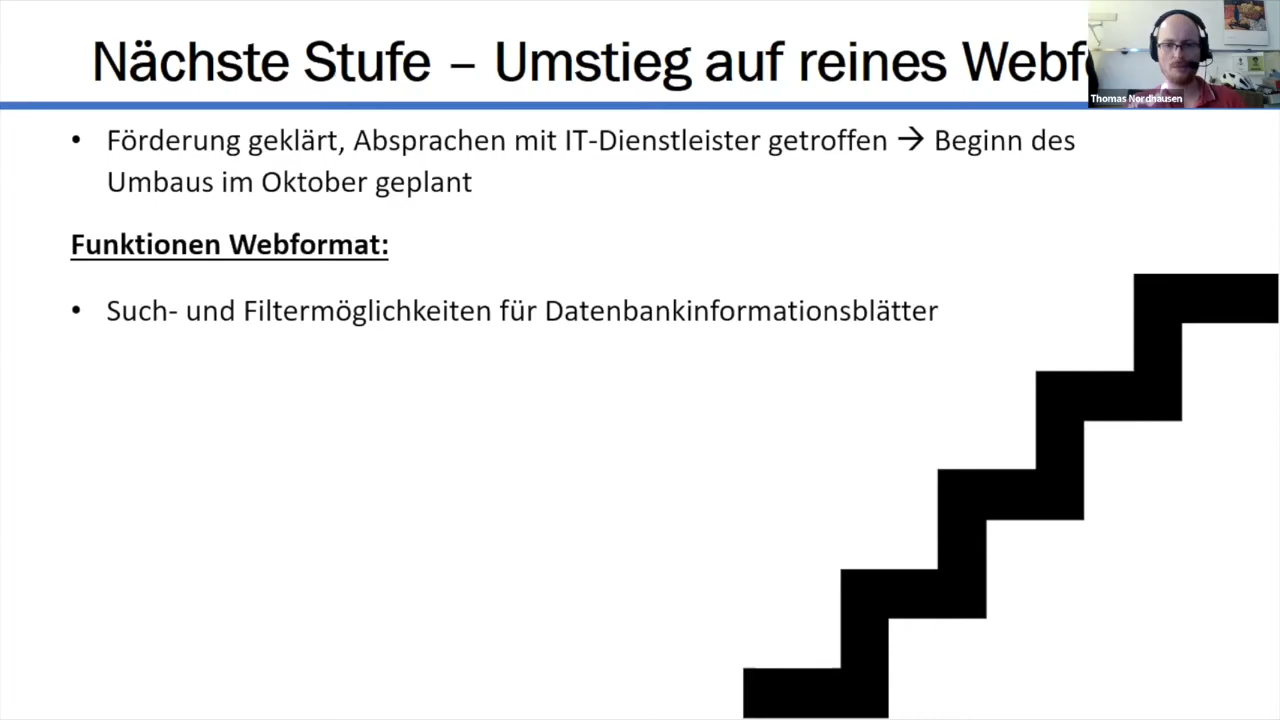 Nächste Stufe – Umstieg auf reines
Thomas Nordhausen
• Förderung geklärt, Absprachen mit IT-Dienstleister getroffen → Beginn des
Umbaus im Oktober geplant
Funktionen Webformat:
• Such- und Filtermöglichkeiten für Datenbankinformationsblätter